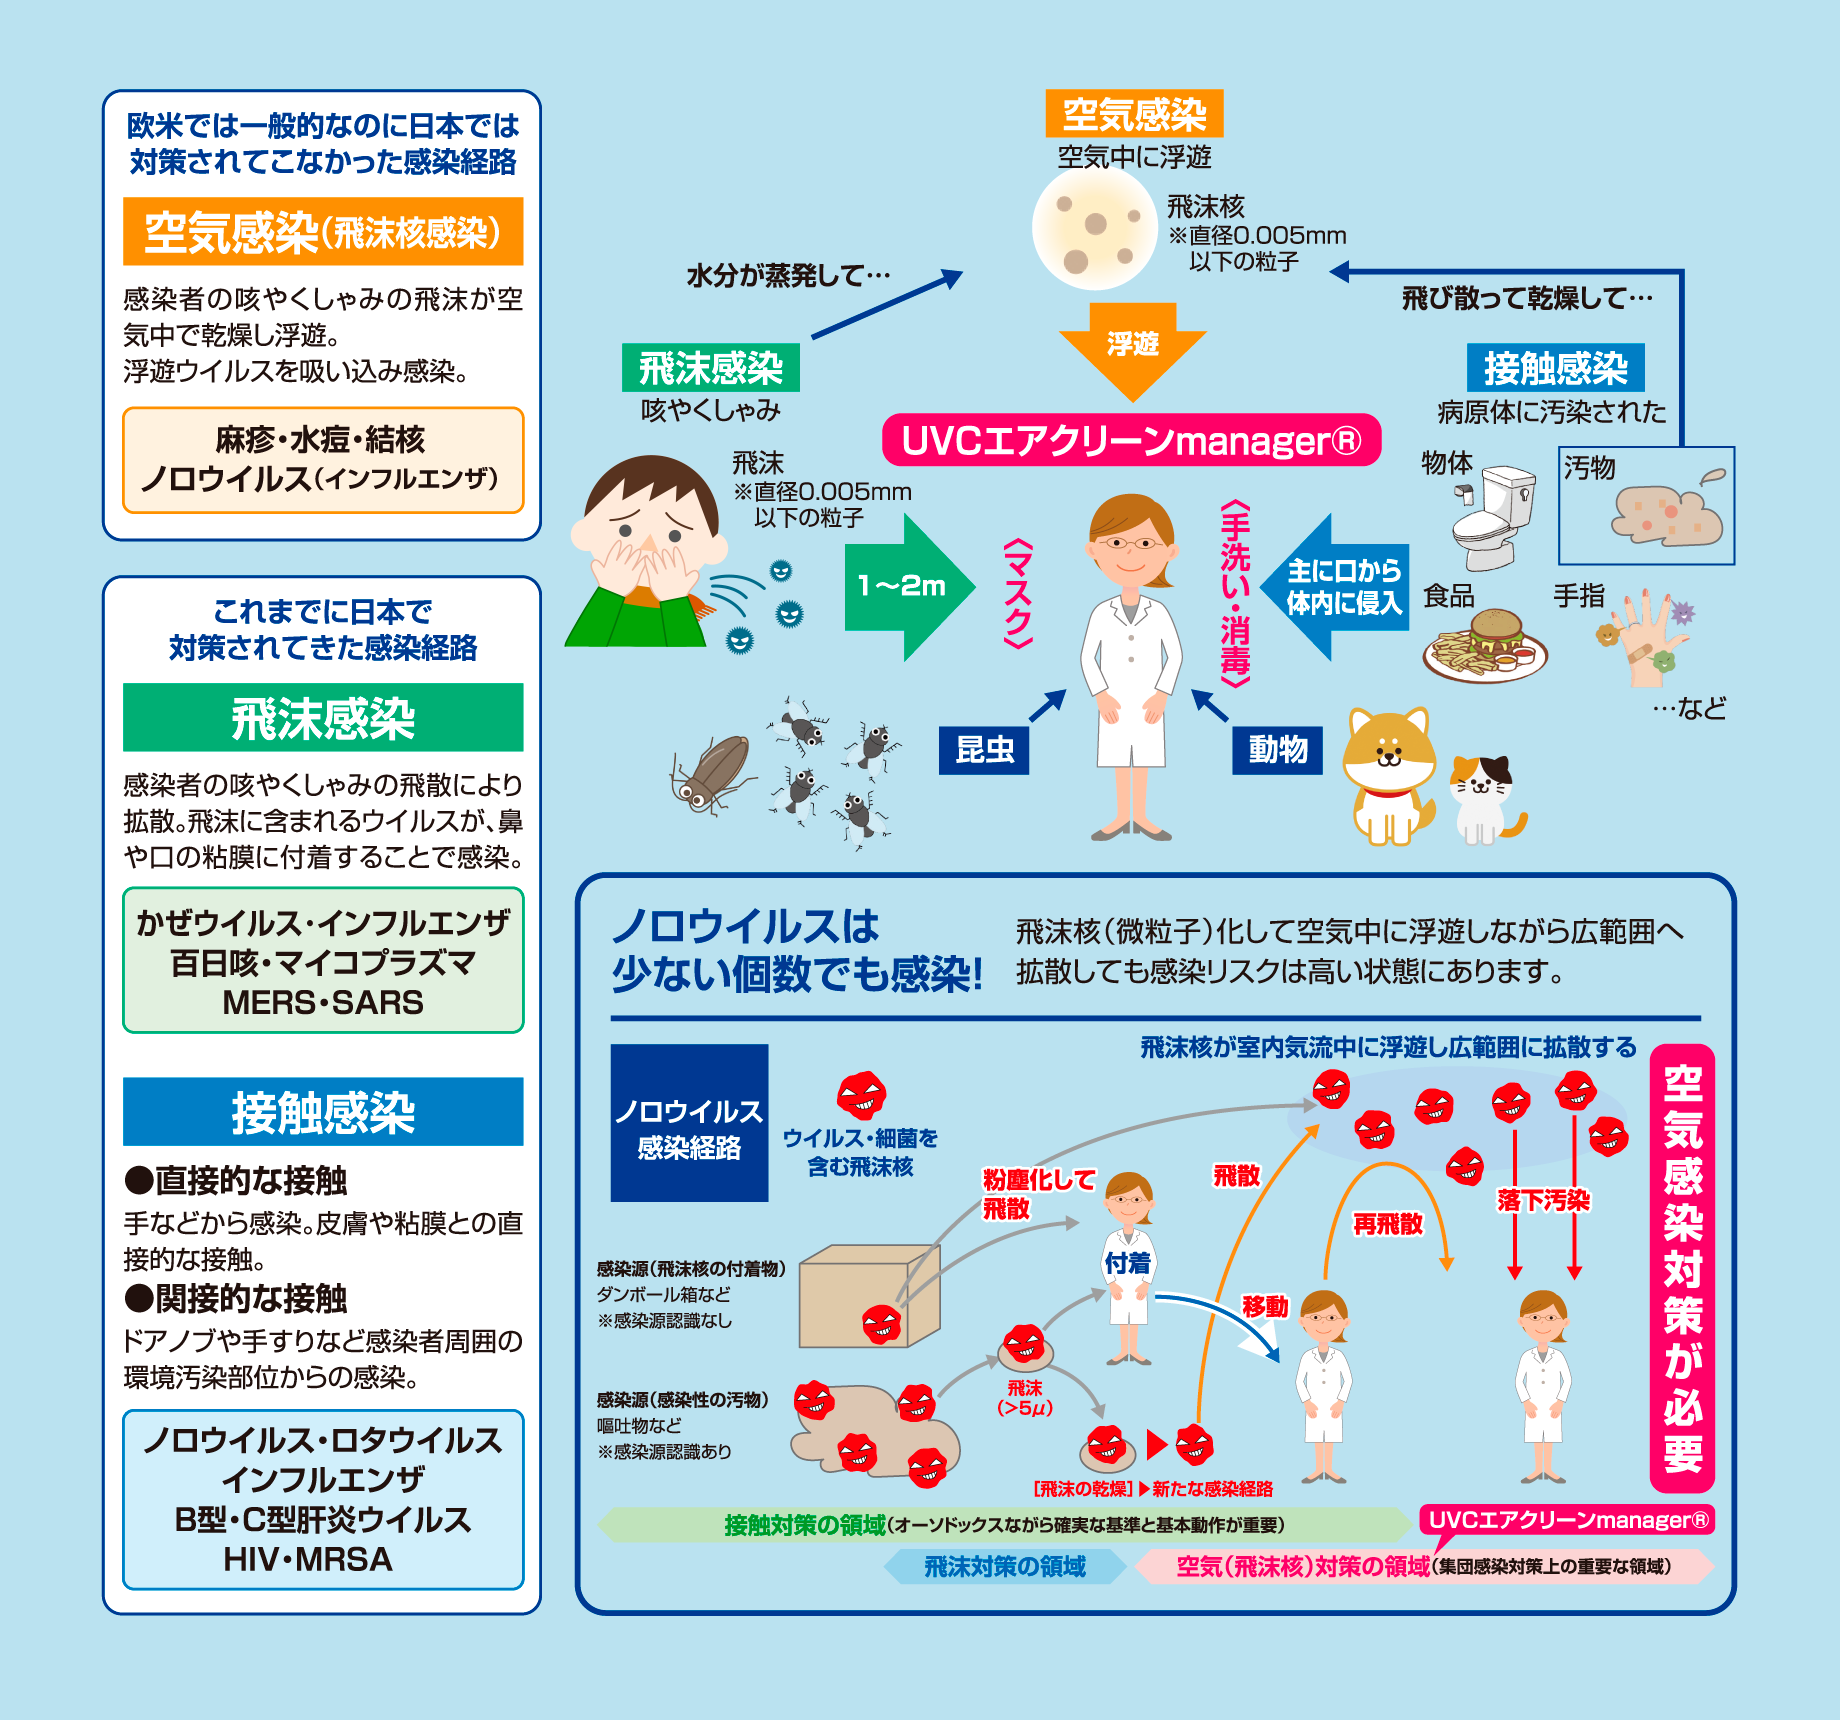 欧米では一般的なのに日本では
対策されてこなかった感染経路
空気感染（飛沫核感染）
感染者の咳やくしゃみの飛沫が空
気中で乾燥し浮遊。
浮遊ウイルスを吸い込み感染。
麻疹・水痘・結核
ノロウイルス（インフルエンザ）
これまでに日本で
対策されてきた感染経路
飛沫感染
感染者の咳やくしゃみの飛散により
拡散。飛沫に含まれるウイルスが、鼻
や口の粘膜に付着することで感染。
かぜウイルス・インフルエンザ
百日咳・マイコプラズマ
MERS・SARS
接触感染
●直接的な接触
手などから感染。皮膚や粘膜との直
接的な接触。
●関接的な接触
ドアノブや手すりなど感染者周囲の
環境汚染部位からの感染。
ノロウイルス・ロタウイルス
インフルエンザ
B型・C型肝炎ウイルス
HIV・MRSA
空気感染
空気中に浮遊
飛沫核
※直径0.005mm
以下の粒子
水分が蒸発して…
飛び散って乾燥して…
浮遊
飛沫感染
咳やくしゃみ
接触感染
病原体に汚染された
UVCエアクリーンmanager®
飛沫
※直径0.005mm
以下の粒子
1～2m
〈マスク〉
〈手洗い・消毒〉
主に口から
体内に侵入
物体
汚物
食品
手指
…など
昆虫
動物
ノロウイルスは
少ない個数でも感染！
飛沫核（微粒子）化して空気中に浮遊しながら広範囲へ
拡散しても感染リスクは高い状態にあります。
飛沫核が室内気流中に浮遊し広範囲に拡散する
ノロウイルス
感染経路
ウイルス・細菌を
含む飛沫核
粉塵化して
飛散
飛散
再飛散
落下汚染
空気感染対策が必要
感染源（飛沫核の付着物）
ダンボール箱など
※感染源認識なし
付着
移動
感染源（感染性の汚物）
嘔吐物など
※感染源認識あり
飛沫
（>5μ）
［飛沫の乾燥］▶新たな感染経路
接触対策の領域（オーソドックスながら確実な基準と基本動作が重要）
UVCエアクリーンmanager®
飛沫対策の領域
空気（飛沫核）対策の領域（集団感染対策上の重要な領域）